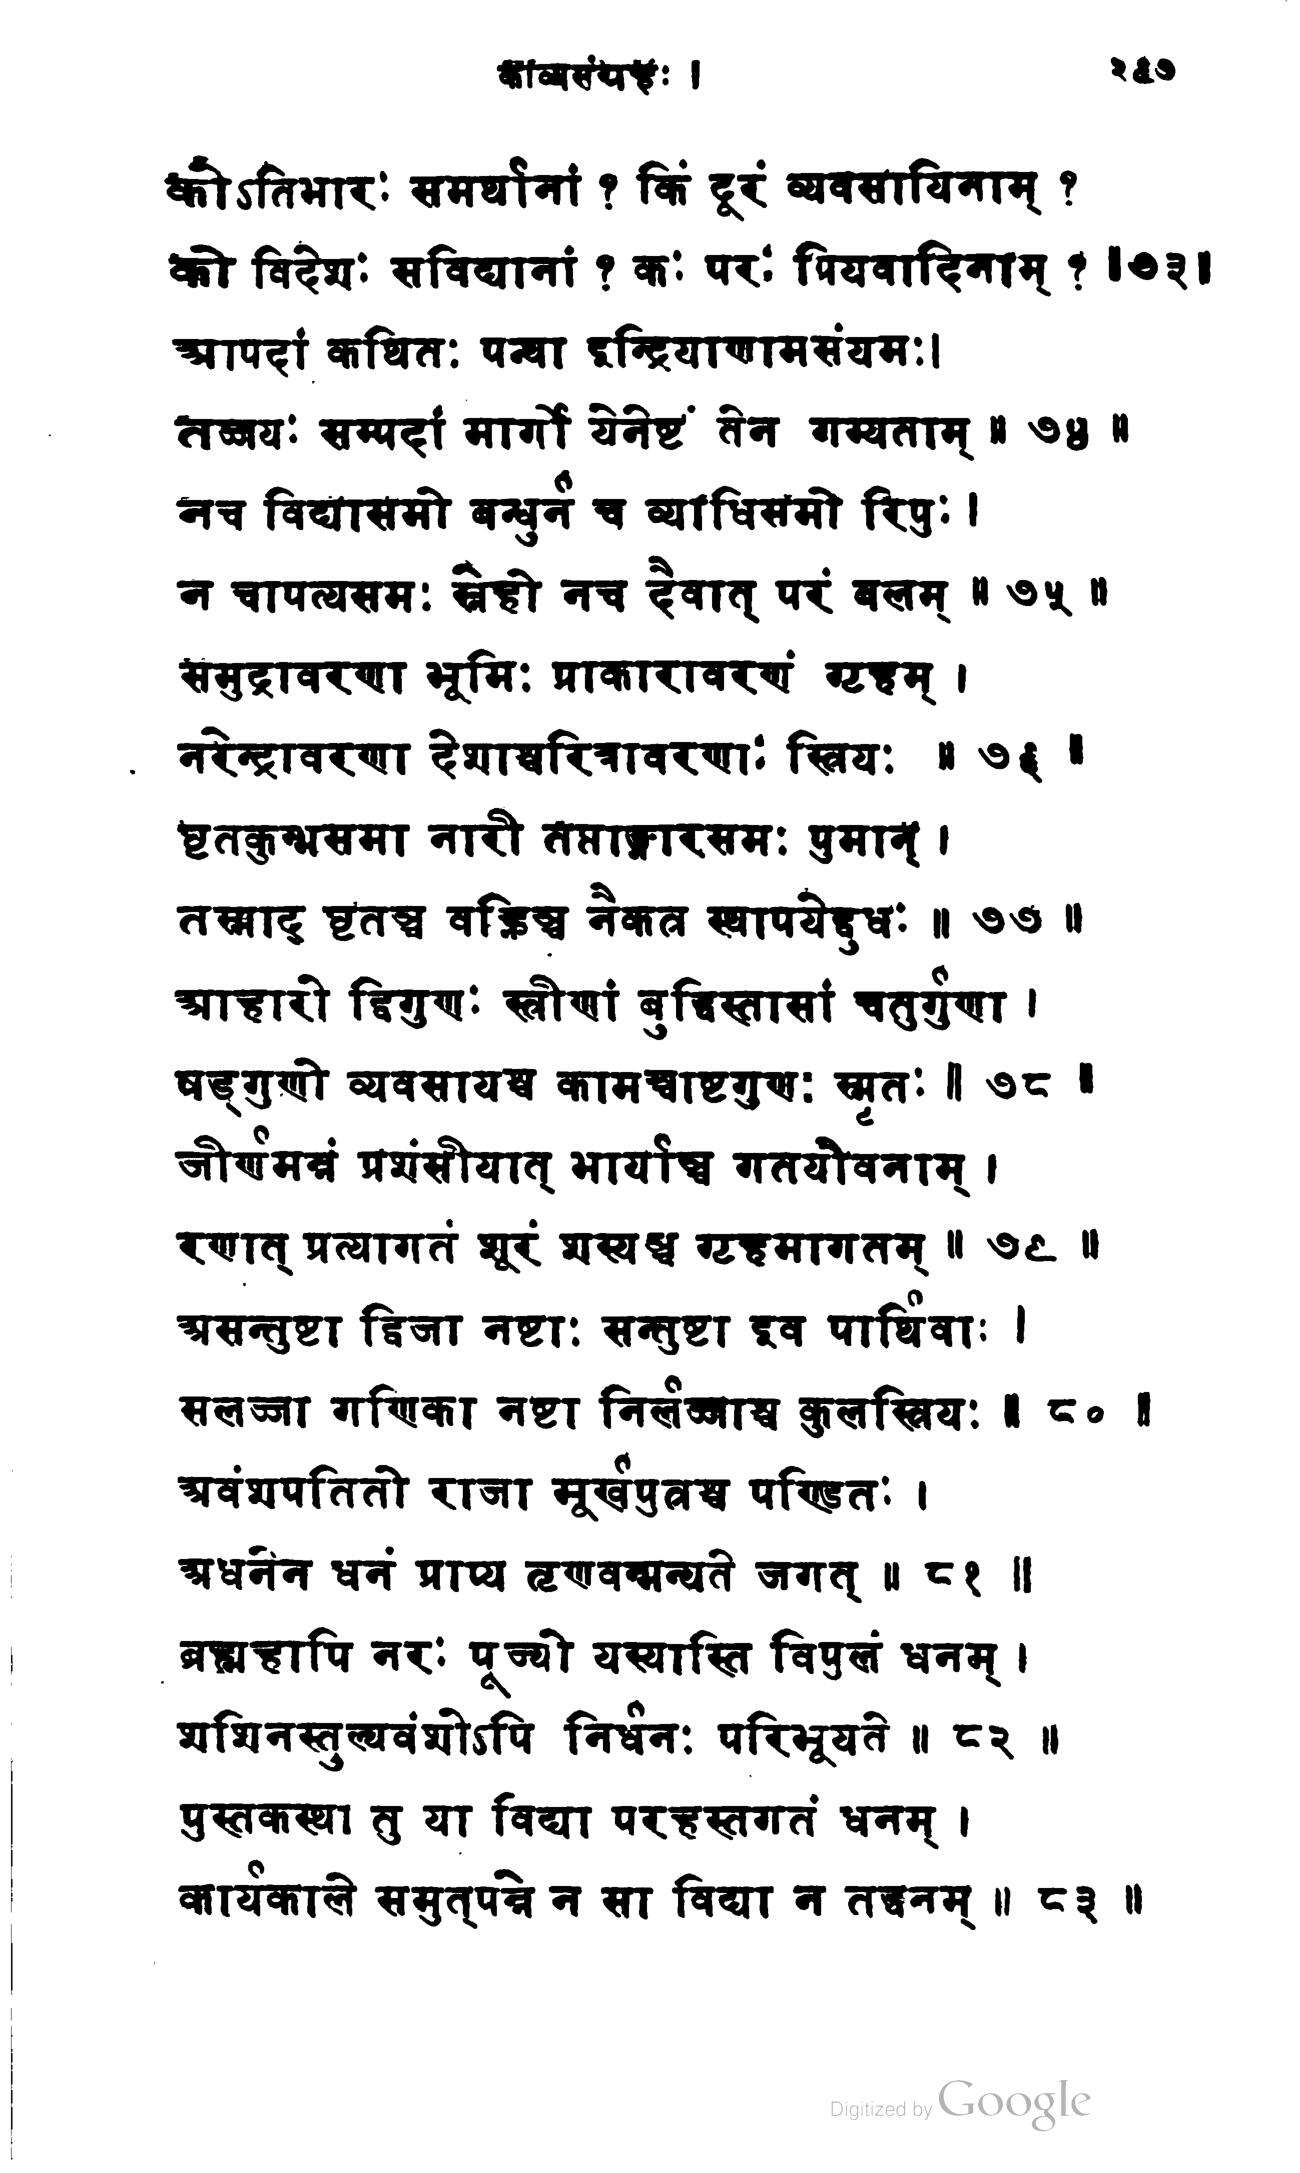 काव्यसंग्रहः । २५७
कोऽतिभारः समर्थानां ? किं दूरं व्यवसायिनाम् ?
को विदेशः सविद्यानां ? कः परः प्रियवादिनाम् ? ॥७३॥
आपदां कथितः पन्था इन्द्रियाणामसंयमः।
तज्जयः सम्पदां मार्गो येनेष्टं तेन गम्यताम् ॥ ७४ ॥
नच विद्यासमो बन्धुर्न च व्याधिसमो रिपुः ।
न चापत्यसमः स्नेहो नच दैवात् परं बलम् ॥ ७५ ॥
समुद्रावरणा भूमिः प्राकारावरणं गृहम् ।
नरेन्द्रावरणा देशाश्चरित्रावरणाः स्त्रियः ॥ ७६ ॥
घृतकुम्भसमा नारी तप्ताङ्गारसमः पुमान् ।
तस्माद् घृतञ्च वह्निञ्च नैकत्र स्थापयेद्बुधः ॥ ७७ ॥
आहारो द्विगुणः स्त्रीणां बुद्धिस्तासां चतुर्गुणा ।
षड्गुणो व्यवसायश्च कामश्चाष्टगुणः स्मृतः ॥ ७८ ॥
जीर्णमन्नं प्रशंसीयात् भार्याञ्च गतयौवनाम् ।
रणात् प्रत्यागतं शूरं शस्यञ्च गृहमागतम् ॥ ७९ ॥
असन्तुष्टा द्विजा नष्टाः सन्तुष्टा इव पार्थिवाः ।
सलज्जा गणिका नष्टा निर्लज्जाश्च कुलस्त्रियः ॥ ८० ॥
अवंशपतितो राजा मूर्खपुत्रश्च पण्डितः ।
अधनेन धनं प्राप्य तृणवन्मन्यते जगत् ॥ ८१ ॥
ब्रह्महापि नरः पूज्यो यस्यास्ति विपुलं धनम् ।
शशिनस्तुल्यवंशोऽपि निर्धनः परिभूयते ॥ ८२ ॥
पुस्तकस्था तु या विद्या परहस्तगतं धनम् ।
कार्यकाले समुत्पन्ने न सा विद्या न तद्धनम् ॥ ८३ ॥
Digitized by Google